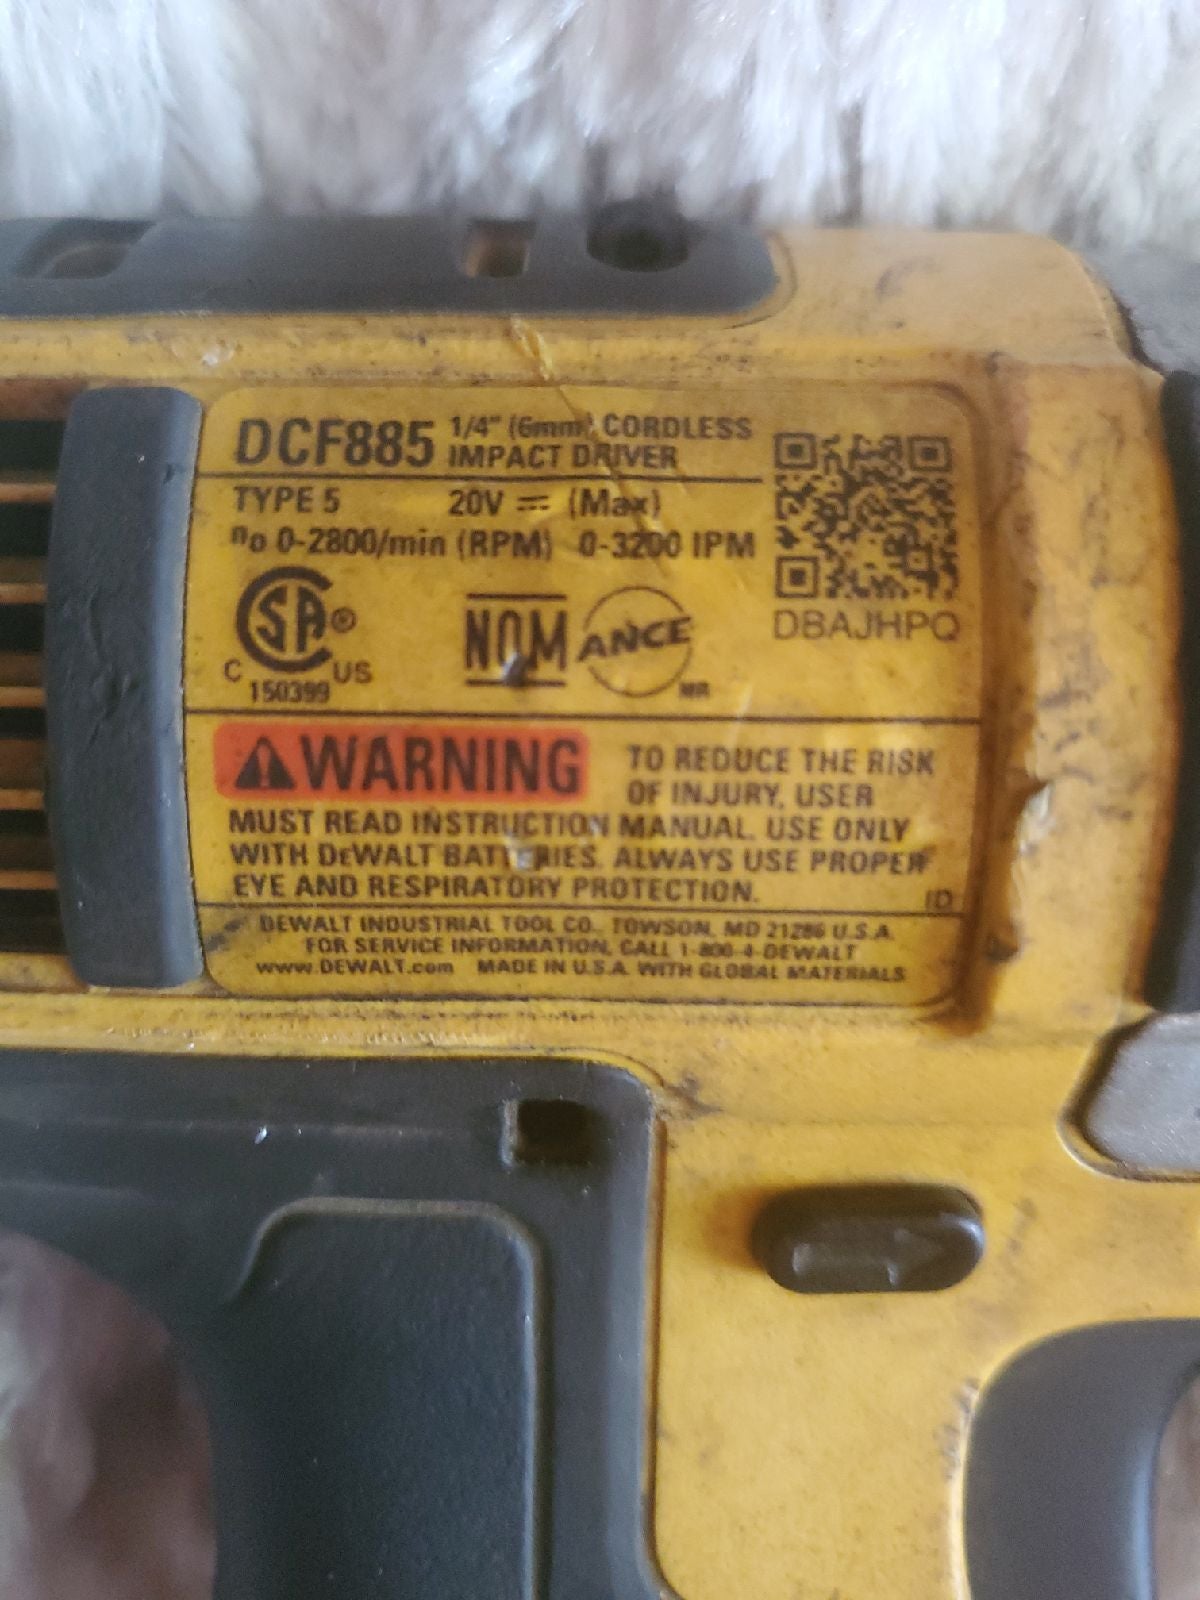 DCF885 1/4" (6mm) CORDLESS
IMPACT DRIVER
TYPE 5 20V ⎓ (Max)
n₀ 0-2800/min (RPM) 0-3200 IPM
DBAJHPQ
CSA®
C US
150399
NOM ANCE
MR
⚠WARNING TO REDUCE THE RISK
OF INJURY, USER
MUST READ INSTRUCTION MANUAL. USE ONLY
WITH DeWALT BATTERIES. ALWAYS USE PROPER
EYE AND RESPIRATORY PROTECTION.
ID
DEWALT INDUSTRIAL TOOL CO., TOWSON, MD 21286 U.S.A.
FOR SERVICE INFORMATION, CALL 1-800-4-DEWALT
www.DEWALT.com MADE IN U.S.A. WITH GLOBAL MATERIALS